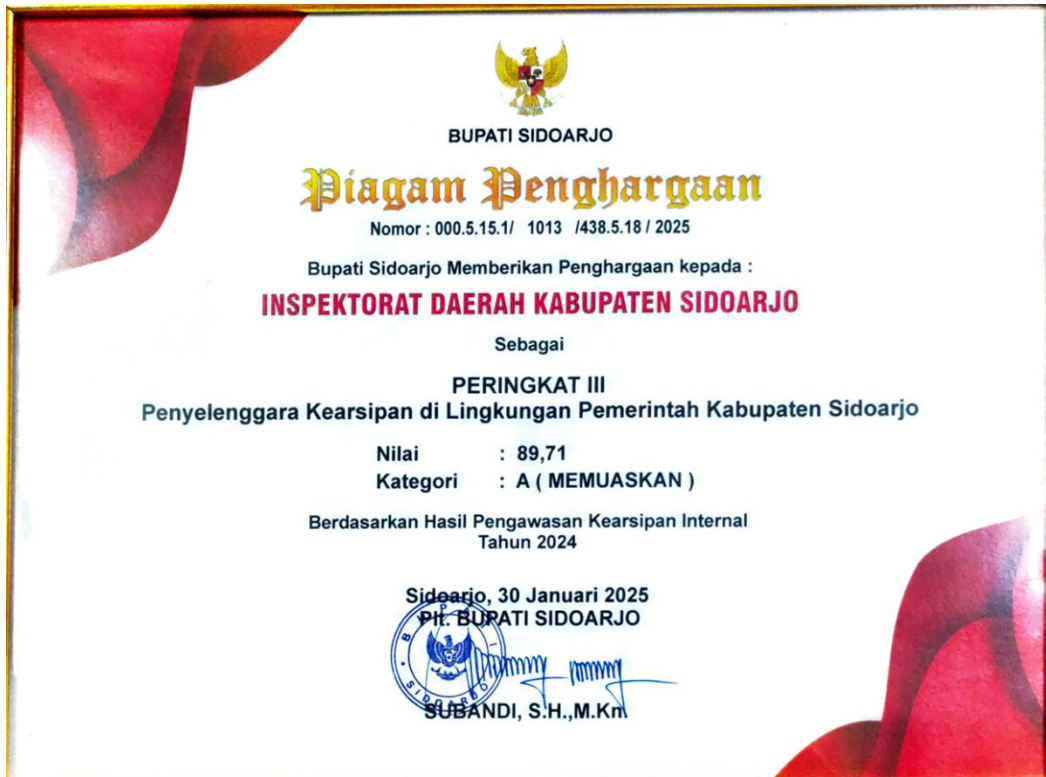 BUPATI SIDOARJO
Piagam Penghargaan
Nomor : 000.5.15.1/ 1013 /438.5.18 / 2025
Bupati Sidoarjo Memberikan Penghargaan kepada :
INSPEKTORAT DAERAH KABUPATEN SIDOARJO
Sebagai
PERINGKAT III
Penyelenggara Kearsipan di Lingkungan Pemerintah Kabupaten Sidoarjo
Nilai : 89,71
Kategori : A ( MEMUASKAN )
Berdasarkan Hasil Pengawasan Kearsipan Internal
Tahun 2024
Sidoarjo, 30 Januari 2025
Plt. BUPATI SIDOARJO
BUPATI
SIDOARJO
SUBANDI, S.H.,M.Kn